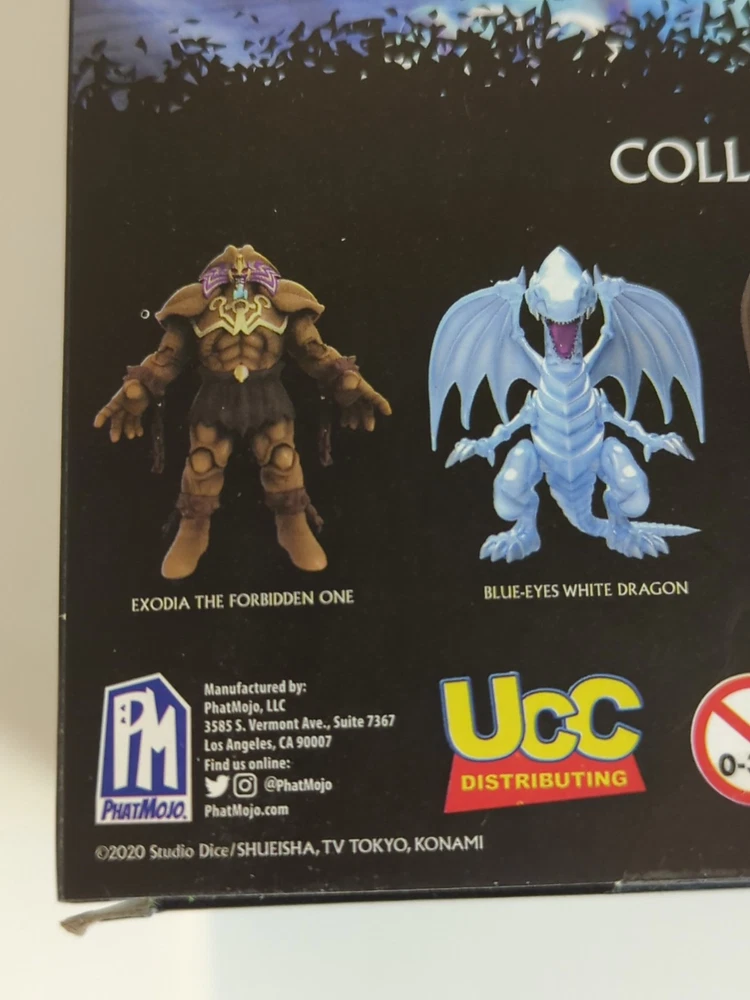 COLL
EXODIA THE FORBIDDEN ONE
BLUE-EYES WHITE DRAGON
PM
PHATMOJO.
Manufactured by:
PhatMojo, LLC
3585 S. Vermont Ave., Suite 7367
Los Angeles, CA 90007
Find us online:
@PhatMojo
PhatMojo.com
UCC
DISTRIBUTING
0-3
©2020 Studio Dice/SHUEISHA, TV TOKYO, KONAMI